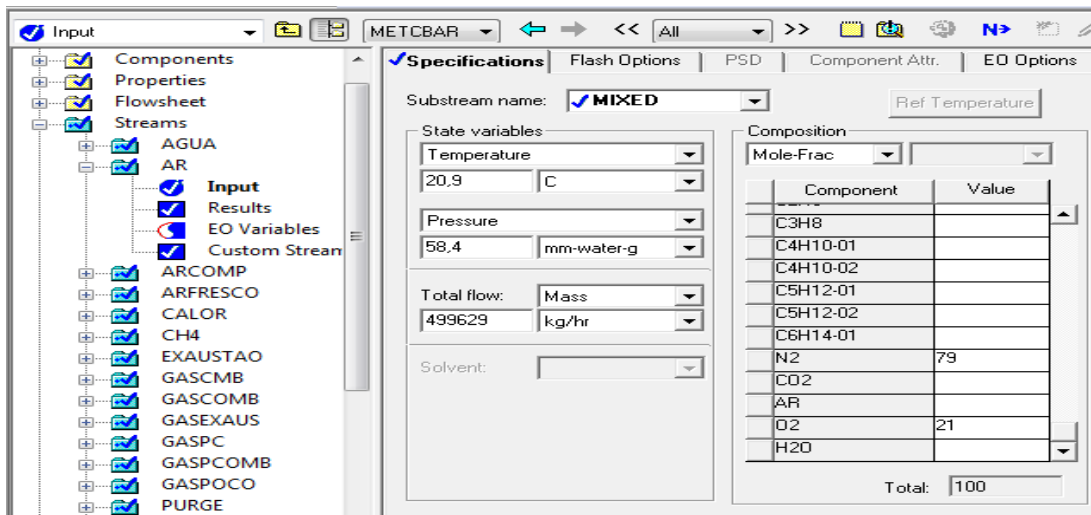 Input
METCBAR
<<
All
>>
N>
Components
Properties
Flowsheet
Streams
AGUA
AR
Input
Results
EO Variables
Custom Stream
ARCOMP
ARFRESCO
CALOR
CH4
EXAUSTAO
GASCMB
GASCOMB
GASEXAUS
GASPC
GASPCOMB
GASPOCO
PURGE
Specifications
Flash Options
PSD
Component Attr.
EO Options
Substream name:
MIXED
Ref Temperature
State variables
Temperature
20,9
C
Pressure
58,4
mm-water-g
Total flow:
Mass
499629
kg/hr
Solvent:
Composition
Mole-Frac
Component
Value
C3H8
C4H10-01
C4H10-02
C5H12-01
C5H12-02
C6H14-01
N2
79
CO2
AR
O2
21
H2O
Total:
100